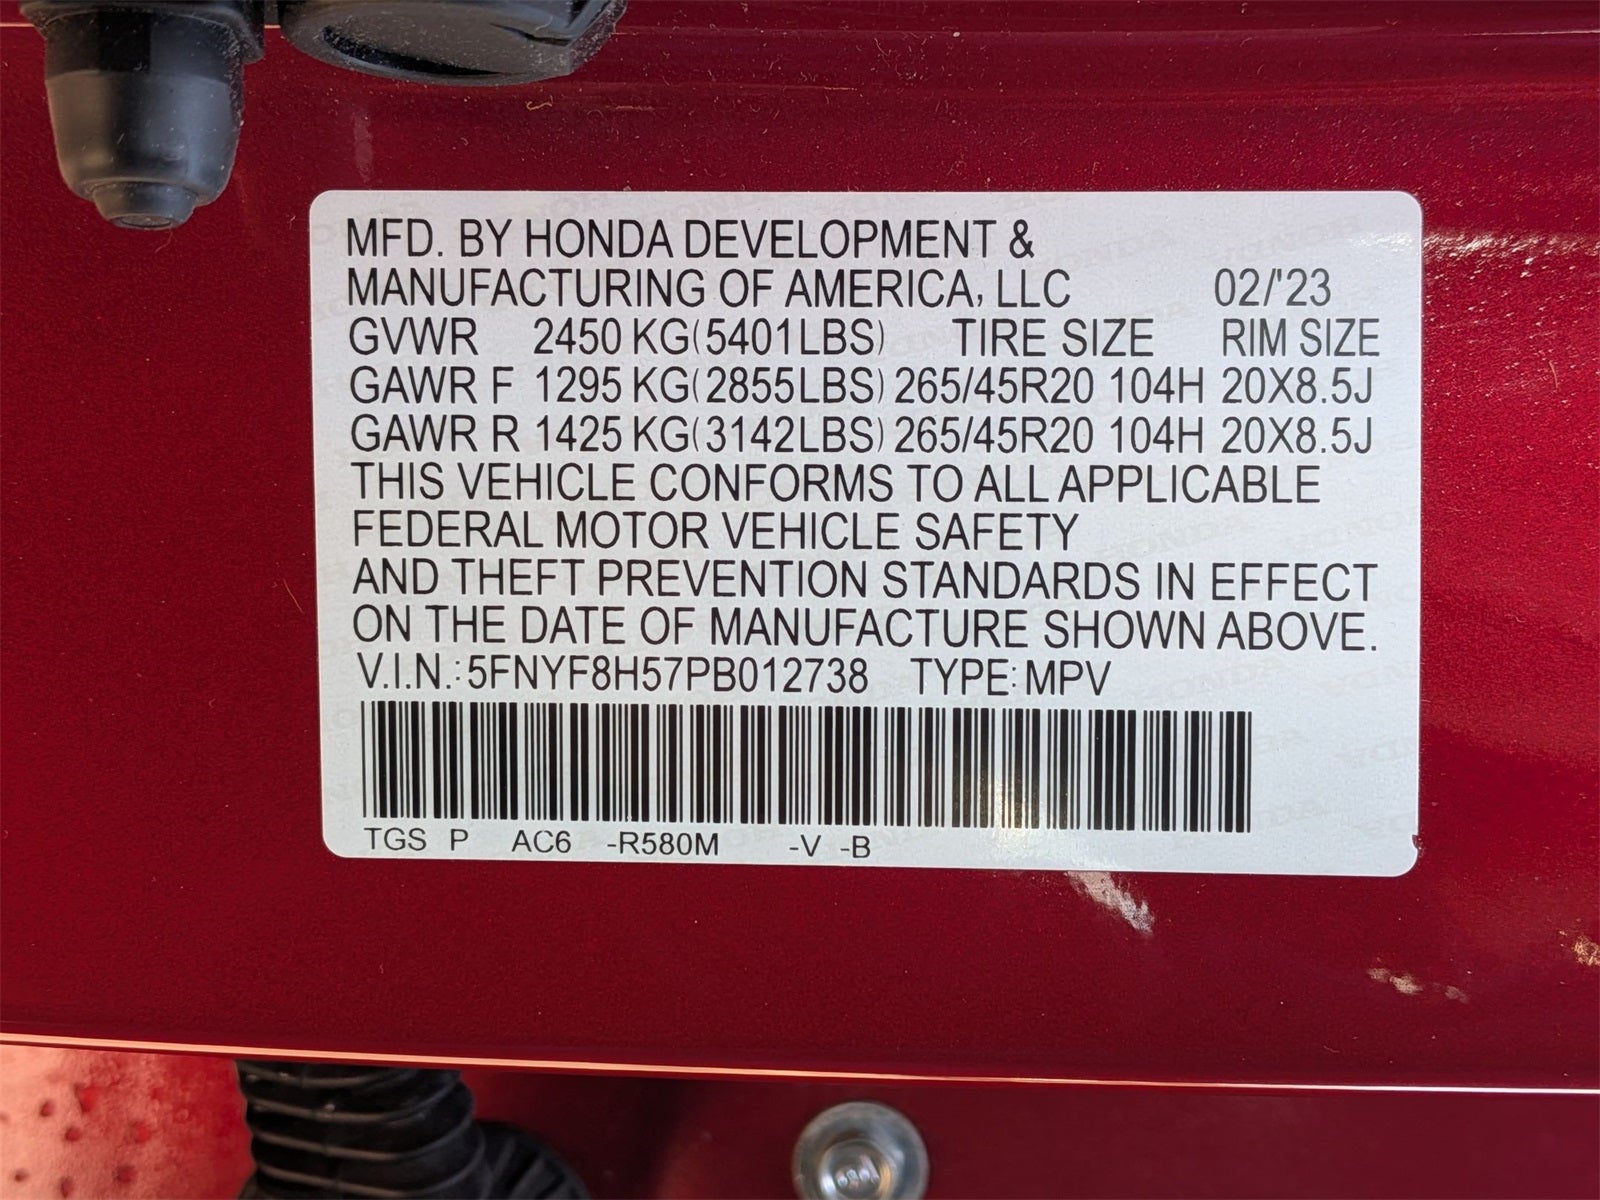 MFD. BY HONDA DEVELOPMENT &
MANUFACTURING OF AMERICA, LLC 02/'23
GVWR 2450 KG(5401LBS) TIRE SIZE RIM SIZE
GAWR F 1295 KG(2855LBS) 265/45R20 104H 20X8.5J
GAWR R 1425 KG(3142LBS) 265/45R20 104H 20X8.5J
THIS VEHICLE CONFORMS TO ALL APPLICABLE
FEDERAL MOTOR VEHICLE SAFETY
AND THEFT PREVENTION STANDARDS IN EFFECT
ON THE DATE OF MANUFACTURE SHOWN ABOVE.
V.I.N.: 5FNYF8H57PB012738 TYPE: MPV
TGS P AC6 -R580M -V -B